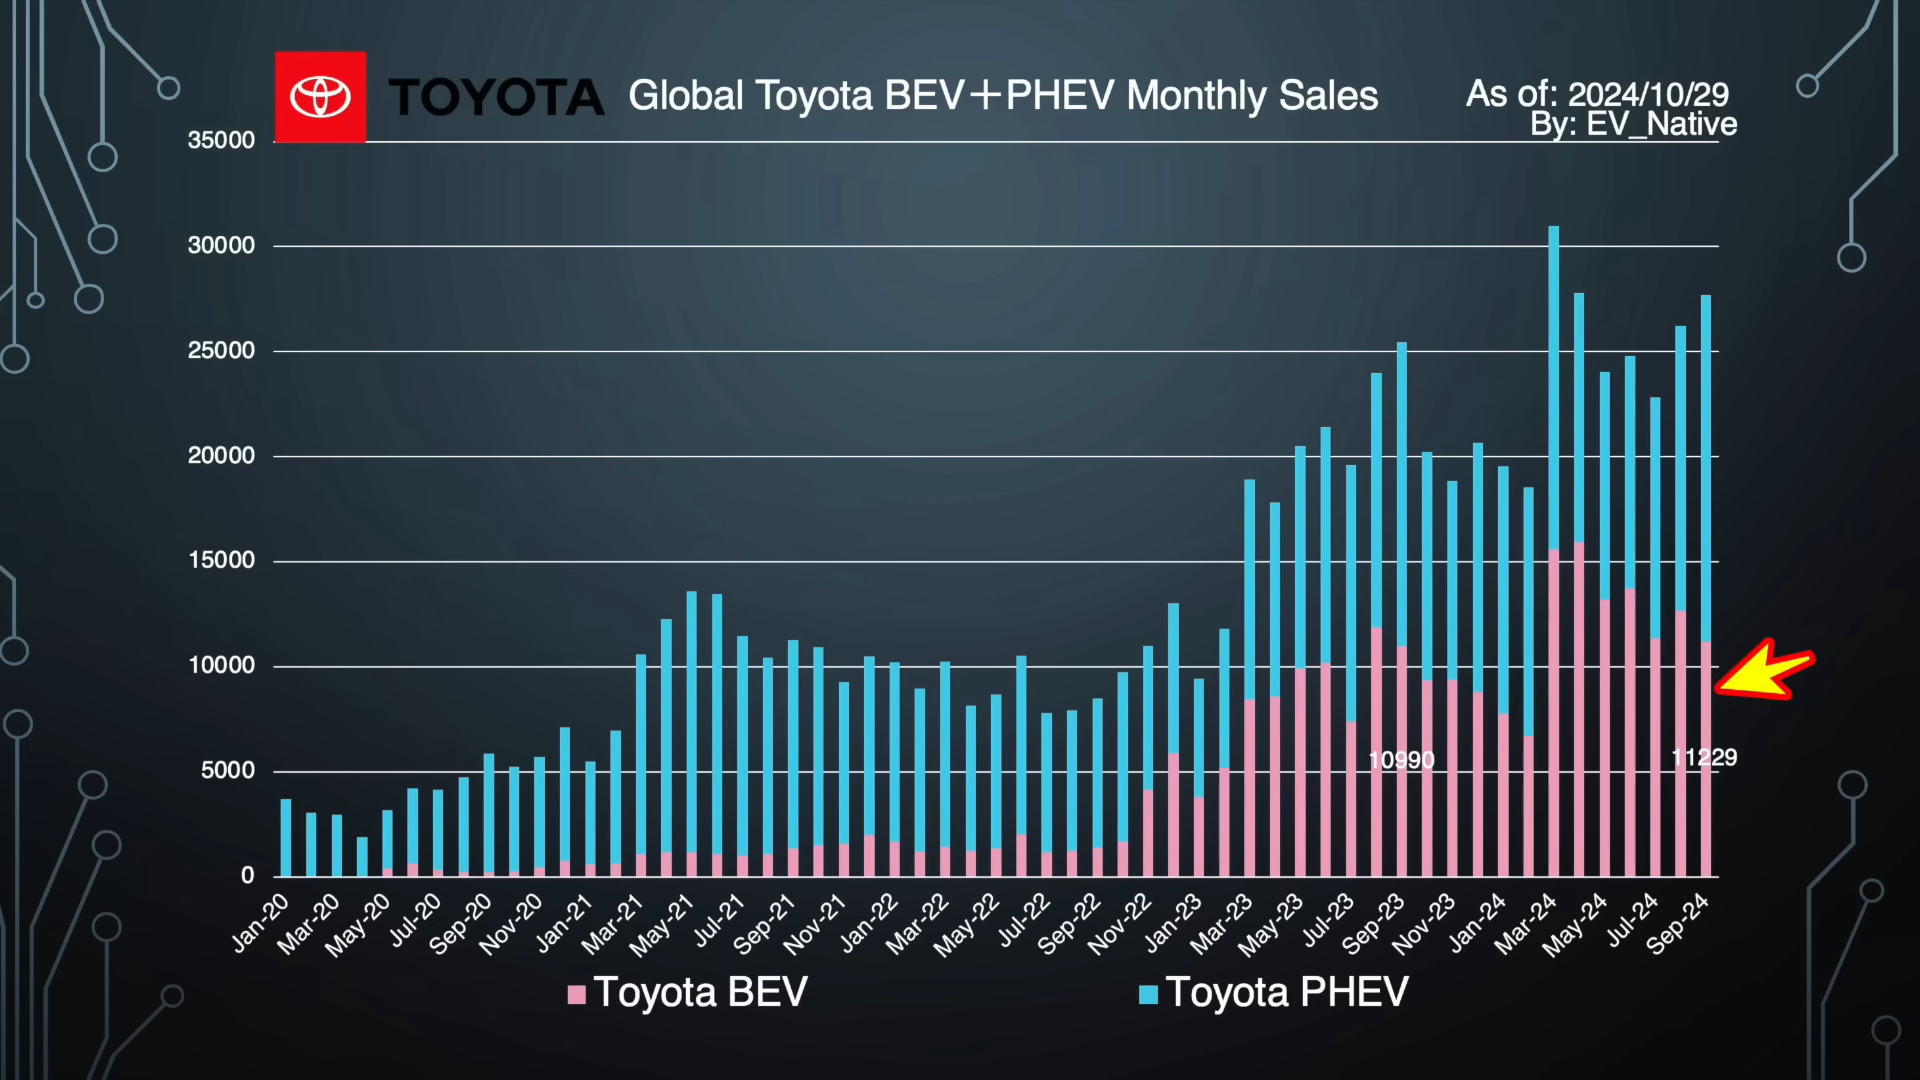 TOYOTA
Global Toyota BEV＋PHEV Monthly Sales
As of: 2024/10/29
By: EV_Native
35000
30000
25000
20000
15000
10000
5000
0
10990
11229
Jan-20
Mar-20
May-20
Jul-20
Sep-20
Nov-20
Jan-21
Mar-21
May-21
Jul-21
Sep-21
Nov-21
Jan-22
Mar-22
May-22
Jul-22
Sep-22
Nov-22
Jan-23
Mar-23
May-23
Jul-23
Sep-23
Nov-23
Jan-24
Mar-24
May-24
Jul-24
Sep-24
Toyota BEV
Toyota PHEV